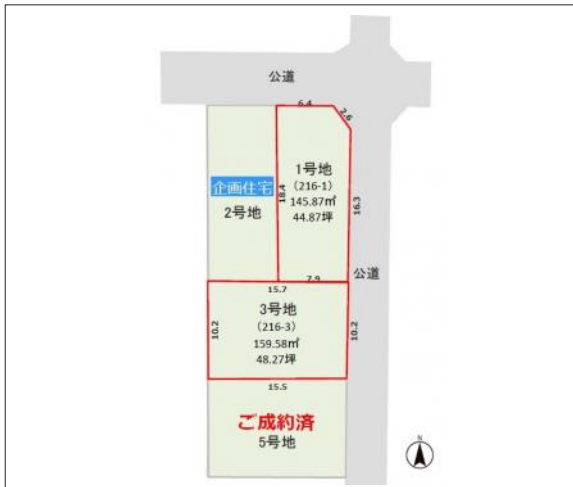 公道
6.4
2.6
1号地
(216-1)
145.87㎡
44.87坪
18.4
16.3
企画住宅
2号地
7.9
公道
15.7
3号地
(216-3)
159.58㎡
48.27坪
10.2
10.2
15.5
ご成約済
5号地
N